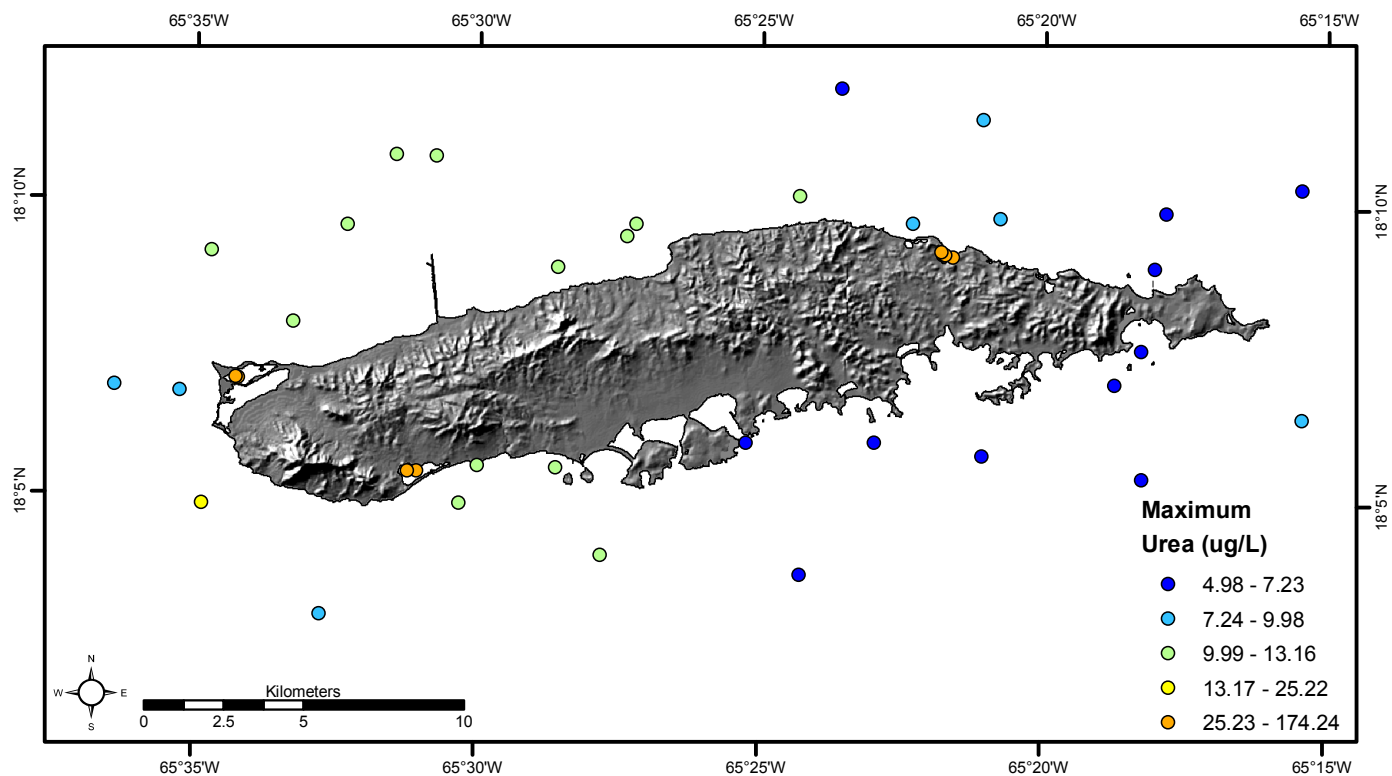 65°35'W 65°30'W 65°25'W 65°20'W 65°15'W
18°10'N
18°10'N
18°5'N
18°5'N
Maximum
Urea (ug/L)
4.98 - 7.23
7.24 - 9.98
9.99 - 13.16
13.17 - 25.22
25.23 - 174.24
N
W E
S
Kilometers
0 2.5 5 10
65°35'W 65°30'W 65°25'W 65°20'W 65°15'W